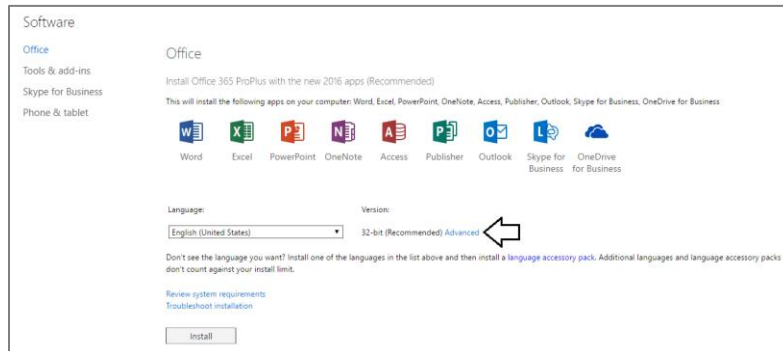 Software
Office
Tools & add-ins
Skype for Business
Phone & tablet
Office
Install Office 365 ProPlus with the new 2016 apps (Recommended)
This will install the following apps on your computer: Word, Excel, PowerPoint, OneNote, Access, Publisher, Outlook, Skype for Business, OneDrive for Business
Word Excel PowerPoint OneNote Access Publisher Outlook Skype for Business OneDrive for Business
Language: Version:
English (United States) 32-bit (Recommended) Advanced
Don't see the language you want? Install one of the languages in the list above and then install a language accessory pack. Additional languages and language accessory packs
don't count against your install limit.
Review system requirements
Troubleshoot installation
Install